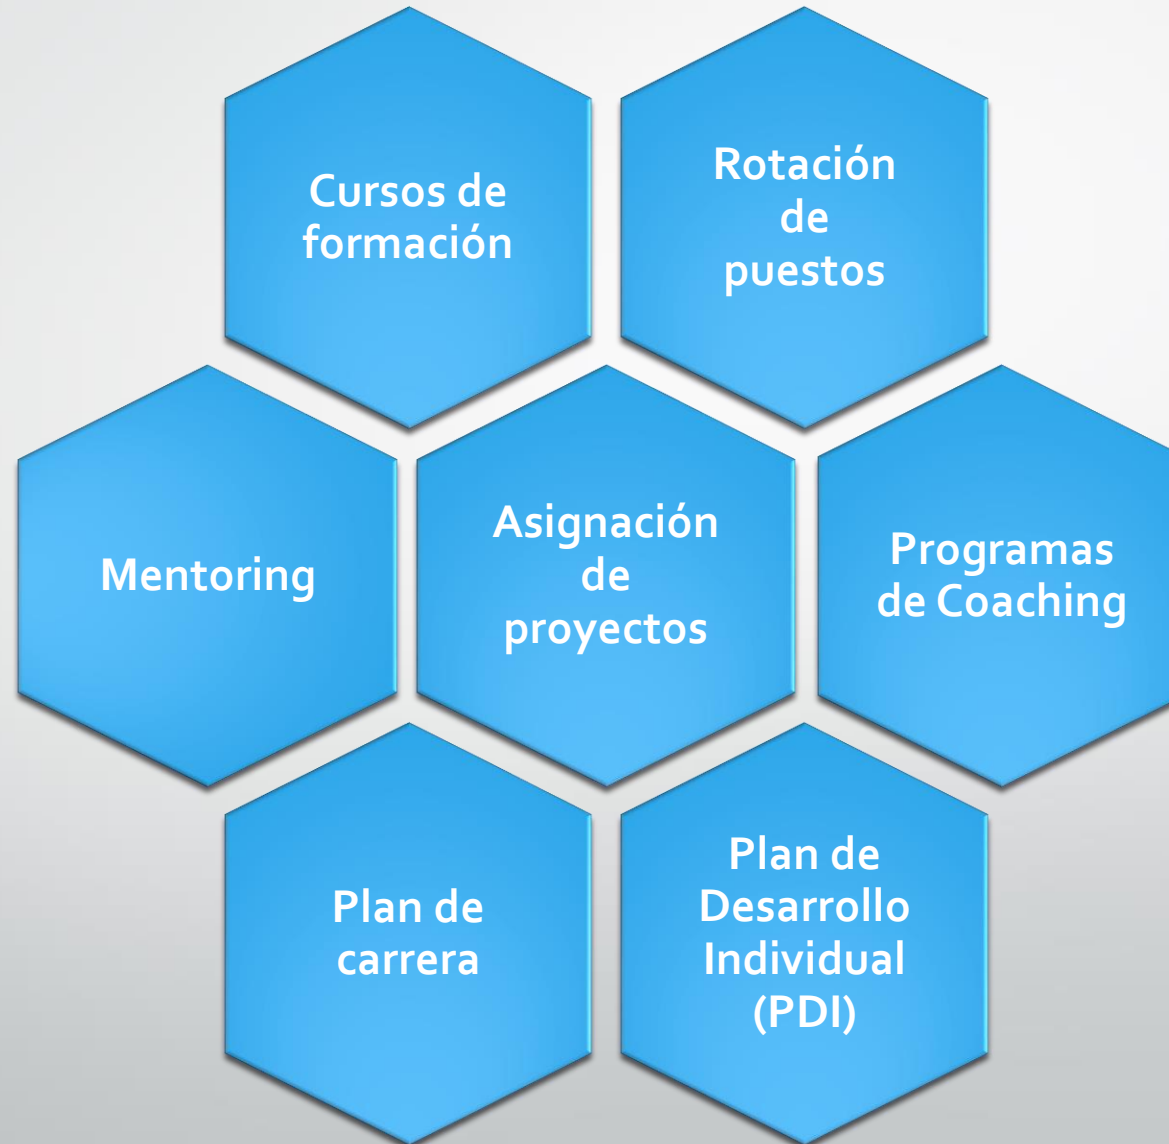 Cursos de
formación
Rotación
de
puestos
Mentoring
Asignación
de
proyectos
Programas
de Coaching
Plan de
carrera
Plan de
Desarrollo
Individual
(PDI)